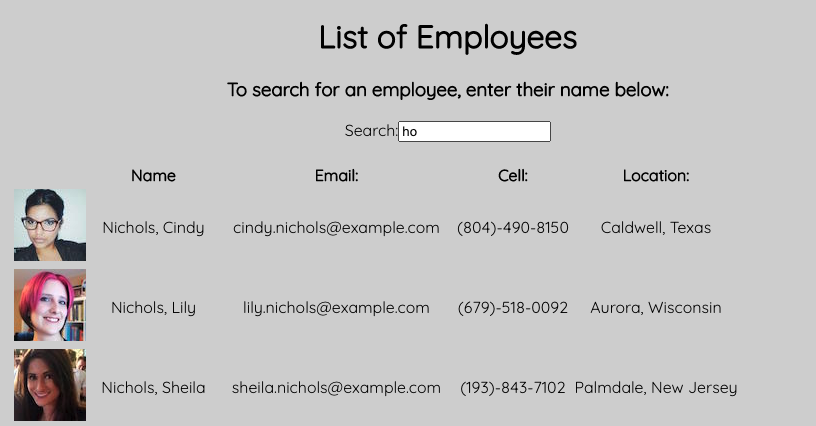 List of Employees
To search for an employee, enter their name below:
Search: ho
Name Email: Cell: Location:
Nichols, Cindy cindy.nichols@example.com (804)-490-8150 Caldwell, Texas
Nichols, Lily lily.nichols@example.com (679)-518-0092 Aurora, Wisconsin
Nichols, Sheila sheila.nichols@example.com (193)-843-7102 Palmdale, New Jersey